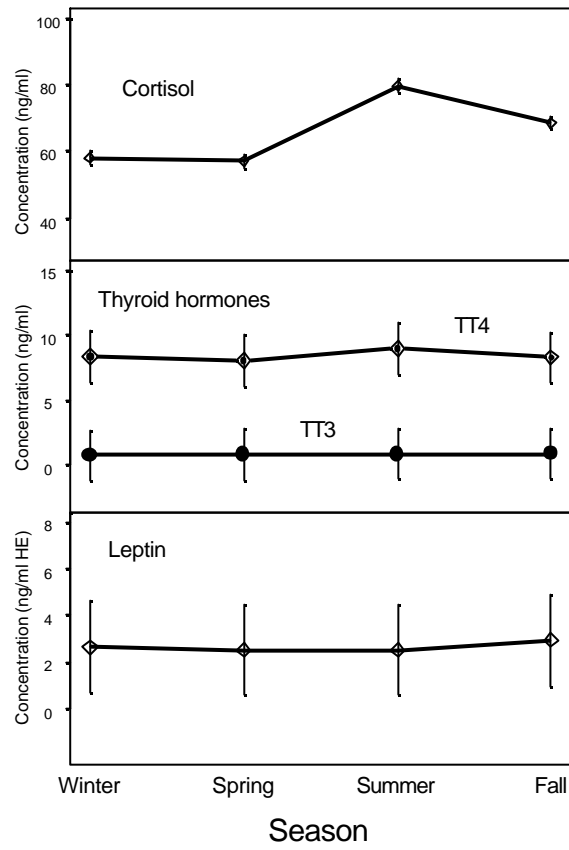 100
80
60
40
Concentration (ng/ml)
Cortisol
15
10
5
0
Concentration (ng/ml)
Thyroid hormones
TT4
TT3
8
6
4
2
0
Concentration (ng/ml HE)
Leptin
Winter Spring Summer Fall
Season